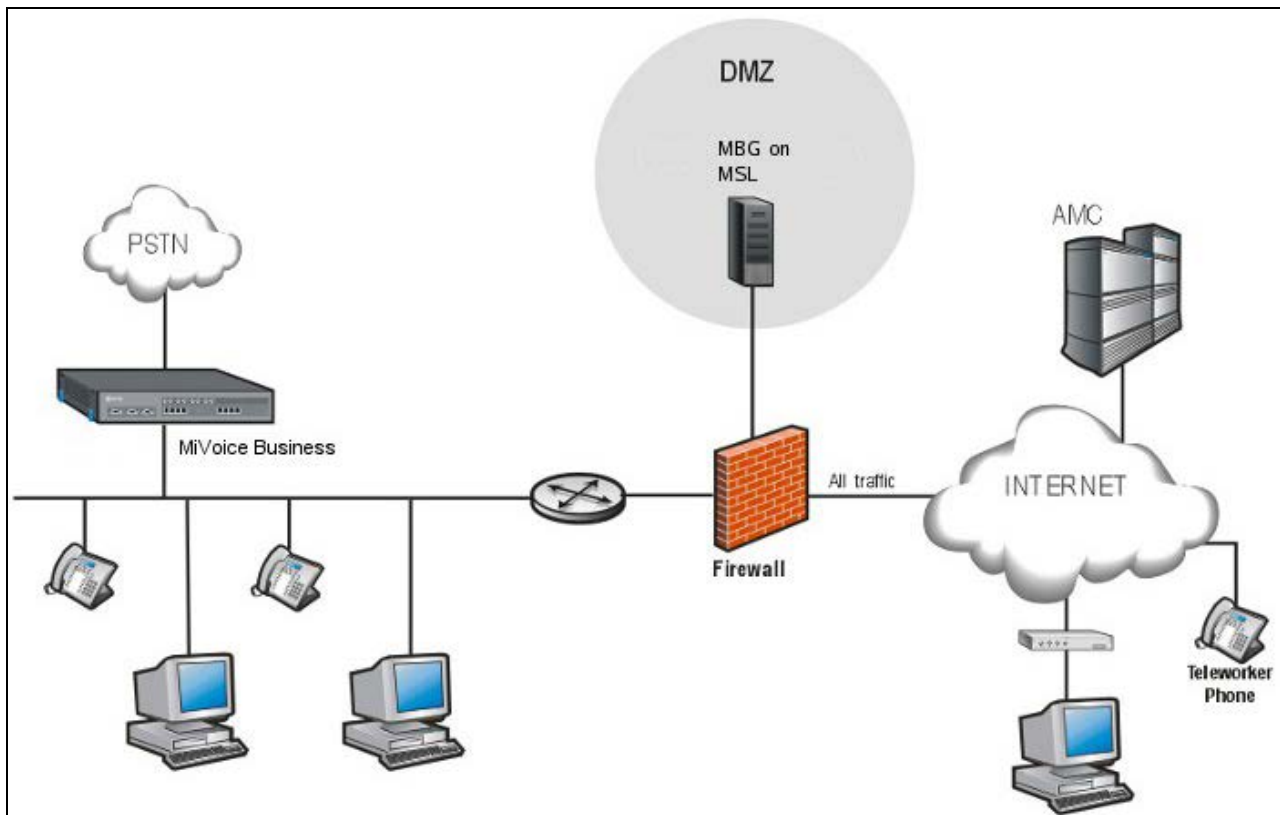 DMZ
MBG on
MSL
PSTN
AMC
MiVoice Business
All traffic
INTERNET
Firewall
Teleworker
Phone